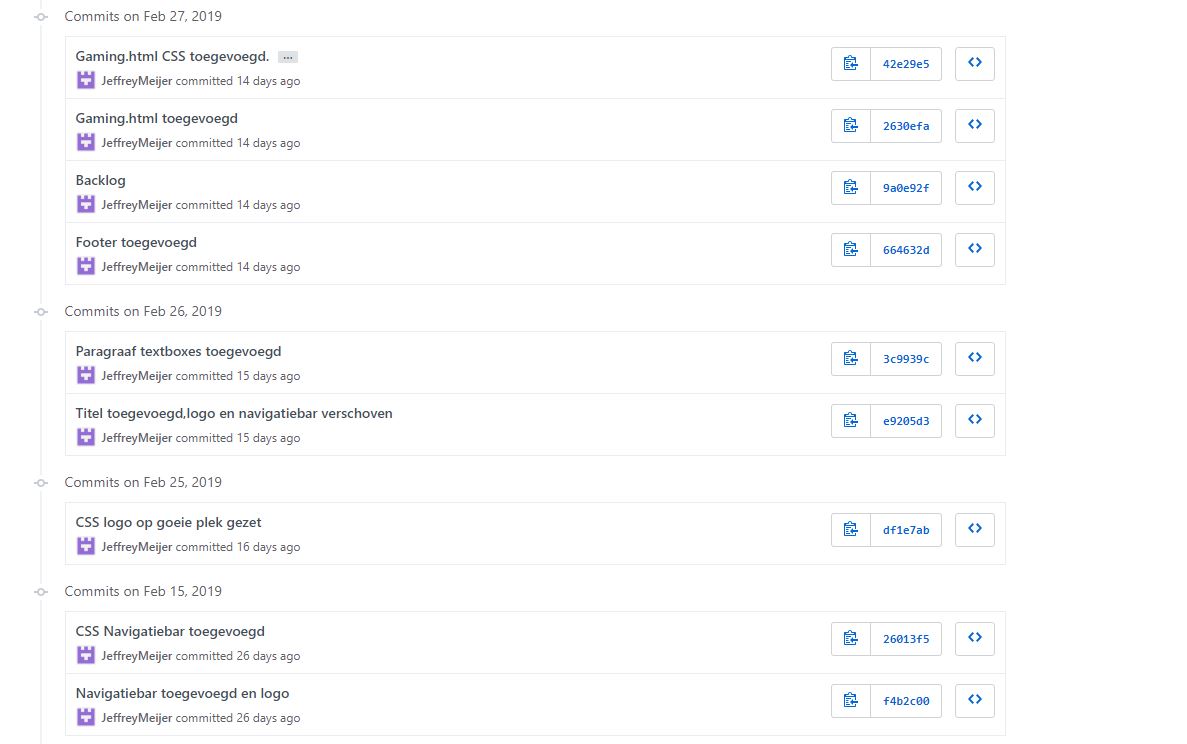 Commits on Feb 27, 2019
Gaming.html CSS toegevoegd. ...
JeffreyMeijer committed 14 days ago
42e29e5
Gaming.html toegevoegd
JeffreyMeijer committed 14 days ago
2630efa
Backlog
JeffreyMeijer committed 14 days ago
9a0e92f
Footer toegevoegd
JeffreyMeijer committed 14 days ago
664632d
Commits on Feb 26, 2019
Paragraaf textboxes toegevoegd
JeffreyMeijer committed 15 days ago
3c9939c
Titel toegevoegd,logo en navigatiebar verschoven
JeffreyMeijer committed 15 days ago
e9205d3
Commits on Feb 25, 2019
CSS logo op goeie plek gezet
JeffreyMeijer committed 16 days ago
df1e7ab
Commits on Feb 15, 2019
CSS Navigatiebar toegevoegd
JeffreyMeijer committed 26 days ago
26013f5
Navigatiebar toegevoegd en logo
JeffreyMeijer committed 26 days ago
f4b2c00